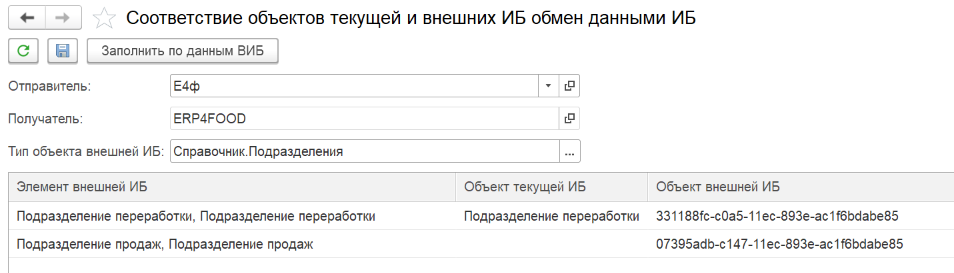 Соответствие объектов текущей и внешних ИБ обмен данными ИБ
Заполнить по данным ВИБ
Отправитель: Е4ф
Получатель: ERP4FOOD
Тип объекта внешней ИБ: Справочник.Подразделения ...
Элемент внешней ИБ Объект текущей ИБ Объект внешней ИБ
Подразделение переработки, Подразделение переработки Подразделение переработки 331188fc-c0a5-11ec-893e-ac1f6bdabe85
Подразделение продаж, Подразделение продаж 07395adb-c147-11ec-893e-ac1f6bdabe85